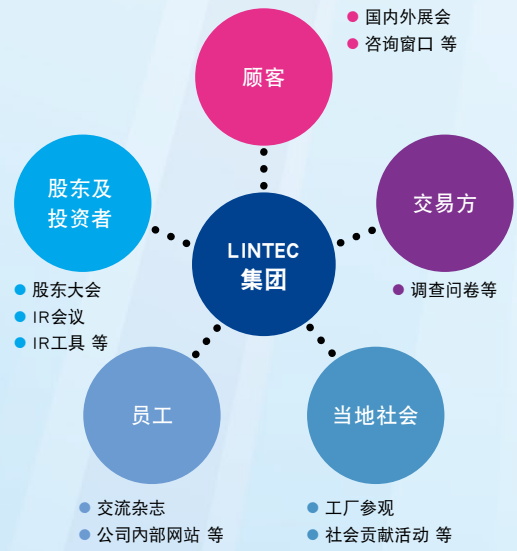 顾客
● 国内外展会
● 咨询窗口 等
股东及
投资者
● 股东大会
● IR会议
● IR工具 等
LINTEC
集团
交易方
● 调查问卷等
员工
● 交流杂志
● 公司内部网站 等
当地社会
● 工厂参观
● 社会贡献活动 等